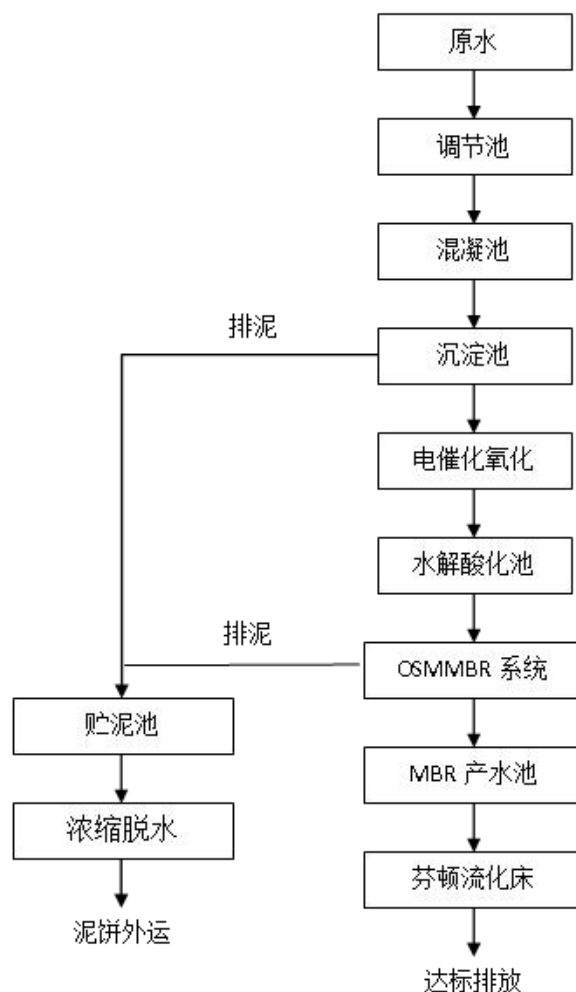 原水
调节池
混凝池
排泥
沉淀池
电催化氧化
水解酸化池
排泥
OSMMBR 系统
贮泥池
MBR 产水池
浓缩脱水
芬顿流化床
泥饼外运
达标排放